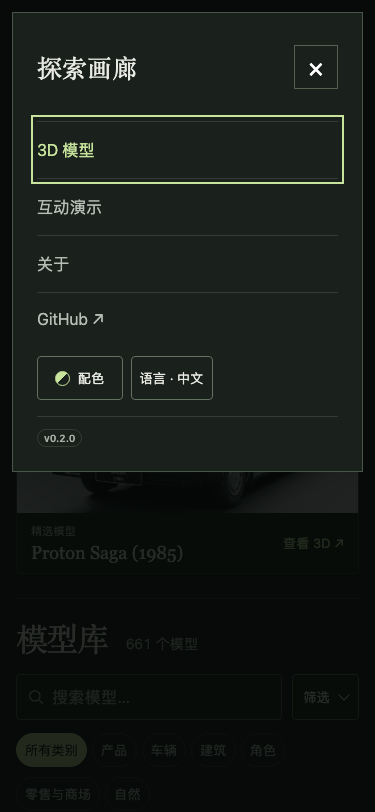 探索画廊
3D 模型
互动演示
关于
GitHub ↗
配色
语言 · 中文
v0.2.0
精选模型
Proton Saga (1985)
查看 3D ↗
模型库
661 个模型
搜索模型...
筛选
所有类别
产品
车辆
建筑
角色
零售与商场
自然